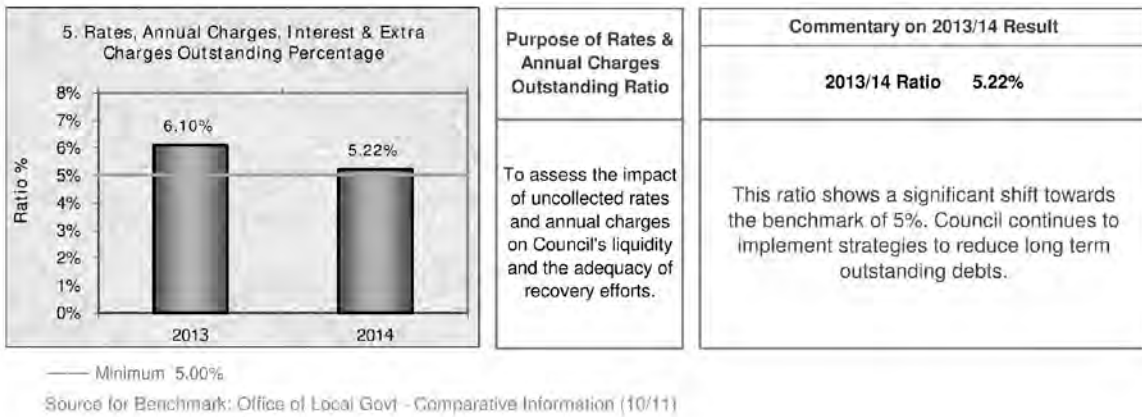 5. Rates, Annual Charges, Interest & Extra
Charges Outstanding Percentage
8%
7%
6%
5%
4%
3%
2%
1%
0%
Ratio %
6.10%
5.22%
2013
2014
Minimum 5.00%
Source for Benchmark: Office of Local Govt - Comparative Information (10/11)
Purpose of Rates &
Annual Charges
Outstanding Ratio
To assess the impact
of uncollected rates
and annual charges
on Council's liquidity
and the adequacy of
recovery efforts.
Commentary on 2013/14 Result
2013/14 Ratio 5.22%
This ratio shows a significant shift towards
the benchmark of 5%. Council continues to
implement strategies to reduce long term
outstanding debts.